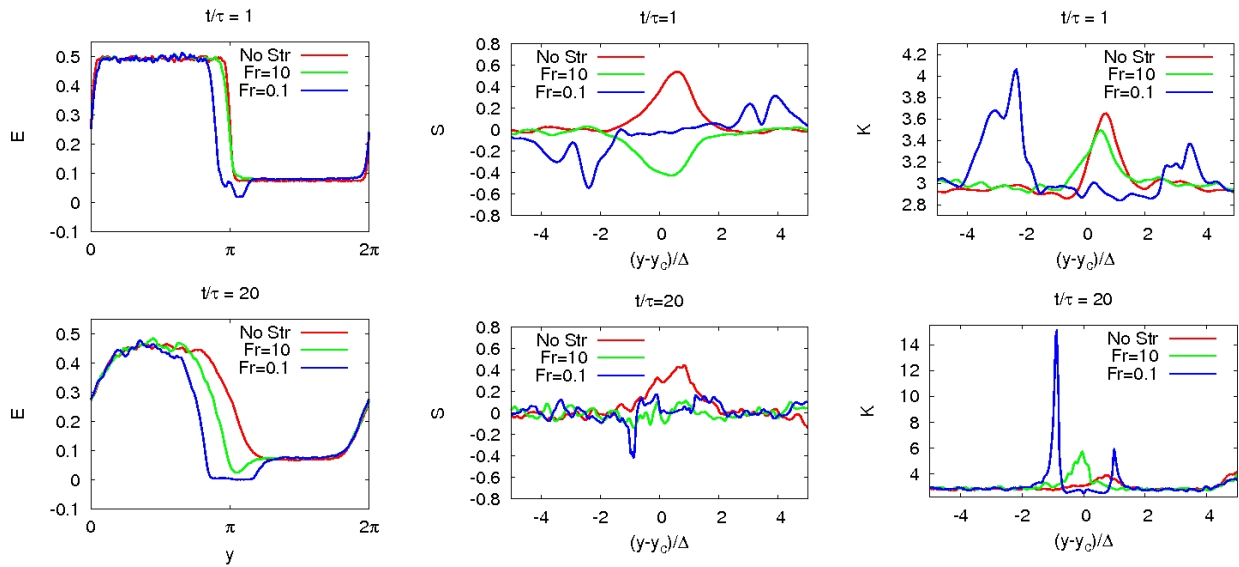 t/τ = 1
E
0.5
0.4
0.3
0.2
0.1
0
-0.1
No Str
Fr=10
Fr=0.1
0
π
2π
t/τ=1
S
0.8
0.6
0.4
0.2
0
-0.2
-0.4
-0.6
-0.8
No Str
Fr=10
Fr=0.1
-4
-2
0
2
4
(y-y_c)/Δ
t/τ = 1
K
4.2
4
3.8
3.6
3.4
3.2
3
2.8
No Str
Fr=10
Fr=0.1
-4
-2
0
2
4
(y-y_c)/Δ
t/τ = 20
E
0.5
0.4
0.3
0.2
0.1
0
-0.1
No Str
Fr=10
Fr=0.1
0
π
2π
y
t/τ=20
S
0.8
0.6
0.4
0.2
0
-0.2
-0.4
-0.6
-0.8
No Str
Fr=10
Fr=0.1
-4
-2
0
2
4
(y-y_c)/Δ
t/τ = 20
K
14
12
10
8
6
4
No Str
Fr=10
Fr=0.1
-4
-2
0
2
4
(y-y_c)/Δ